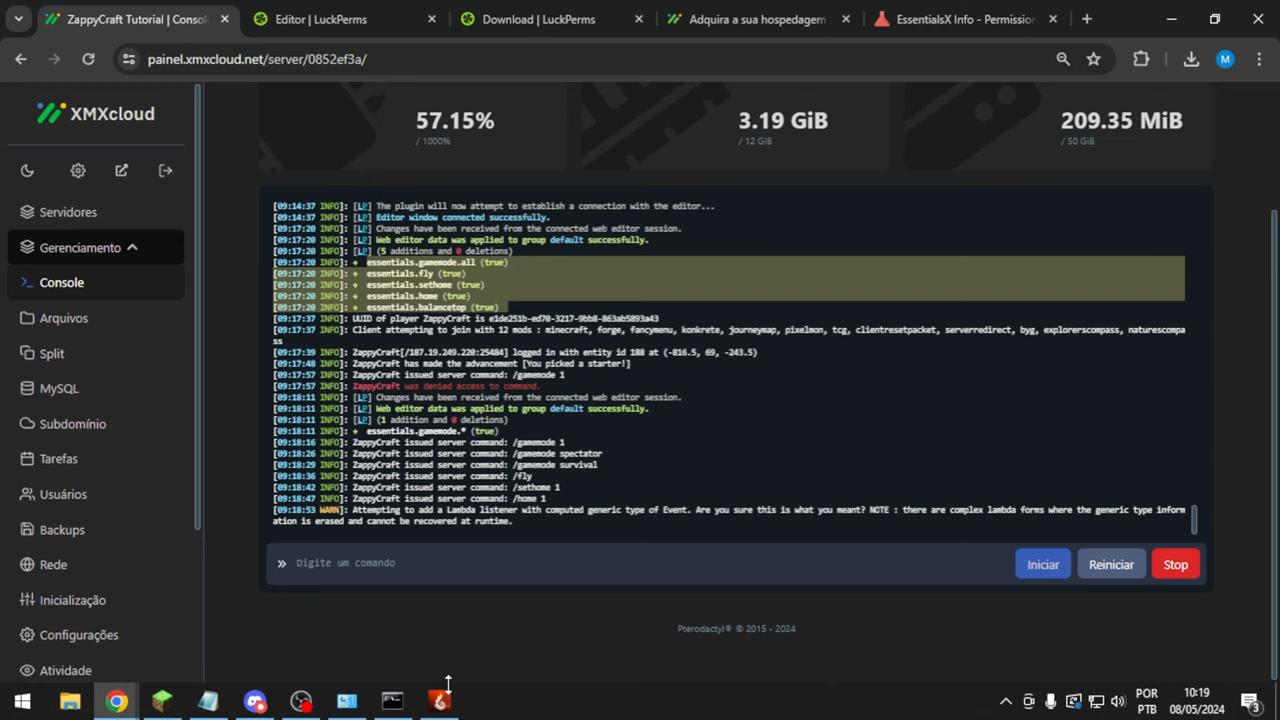 ZappyCraft Tutorial | Consol
Editor | LuckPerms
Download | LuckPerms
Adquira a sua hospedagem
EssentialsX Info - Permission
painel.xmxcloud.net/server/0852ef3a/
M
XMXcloud
Servidores
Gerenciamento
Console
Arquivos
Split
MySQL
Subdomínio
Tarefas
Usuários
Backups
Rede
Inicialização
Configurações
Atividade
57.15%
/ 1000%
3.19 GiB
/ 12 GiB
209.35 MiB
/ 50 GiB
[09:14:37 INFO]: [LP] The plugin will now attempt to establish a connection with the editor...
[09:14:37 INFO]: [LP] Editor window connected successfully.
[09:17:20 INFO]: [LP] Changes have been received from the connected web editor session.
[09:17:20 INFO]: [LP] Web editor data was applied to group default successfully.
[09:17:20 INFO]: [LP] (5 additions and 0 deletions)
[09:17:20 INFO]: + essentials.gamemode.all (true)
[09:17:20 INFO]: + essentials.fly (true)
[09:17:20 INFO]: + essentials.sethome (true)
[09:17:20 INFO]: + essentials.home (true)
[09:17:20 INFO]: + essentials.balancetop (true)
[09:17:37 INFO]: UUID of player ZappyCraft is e1de251b-ed70-3217-9bb8-863ab5893a43
[09:17:37 INFO]: Client attempting to join with 12 mods : minecraft, forge, fancymenu, konkrete, journeymap, pixelmon, tcg, clientresetpacket, serverredirect, byg, explorerscompass, naturescompa
ss
[09:17:39 INFO]: ZappyCraft[/187.19.249.220:25484] logged in with entity id 188 at (-816.5, 69, -243.5)
[09:17:48 INFO]: ZappyCraft has made the advancement [You picked a starter!]
[09:17:57 INFO]: ZappyCraft issued server command: /gamemode 1
[09:17:57 INFO]: ZappyCraft was denied access to command.
[09:18:11 INFO]: [LP] Changes have been received from the connected web editor session.
[09:18:11 INFO]: [LP] Web editor data was applied to group default successfully.
[09:18:11 INFO]: [LP] (1 addition and 0 deletions)
[09:18:11 INFO]: + essentials.gamemode.* (true)
[09:18:16 INFO]: ZappyCraft issued server command: /gamemode 1
[09:18:26 INFO]: ZappyCraft issued server command: /gamemode spectator
[09:18:29 INFO]: ZappyCraft issued server command: /gamemode survival
[09:18:36 INFO]: ZappyCraft issued server command: /fly
[09:18:42 INFO]: ZappyCraft issued server command: /sethome 1
[09:18:47 INFO]: ZappyCraft issued server command: /home 1
[09:18:53 WARN]: Attempting to add a Lambda listener with computed generic type of Event. Are you sure this is what you meant? NOTE : there are complex lambda forms where the generic type inform
ation is erased and cannot be recovered at runtime.
» Digite um comando
Iniciar
Reiniciar
Stop
Pterodactyl® © 2015 - 2024
POR
PTB
10:19
08/05/2024
3